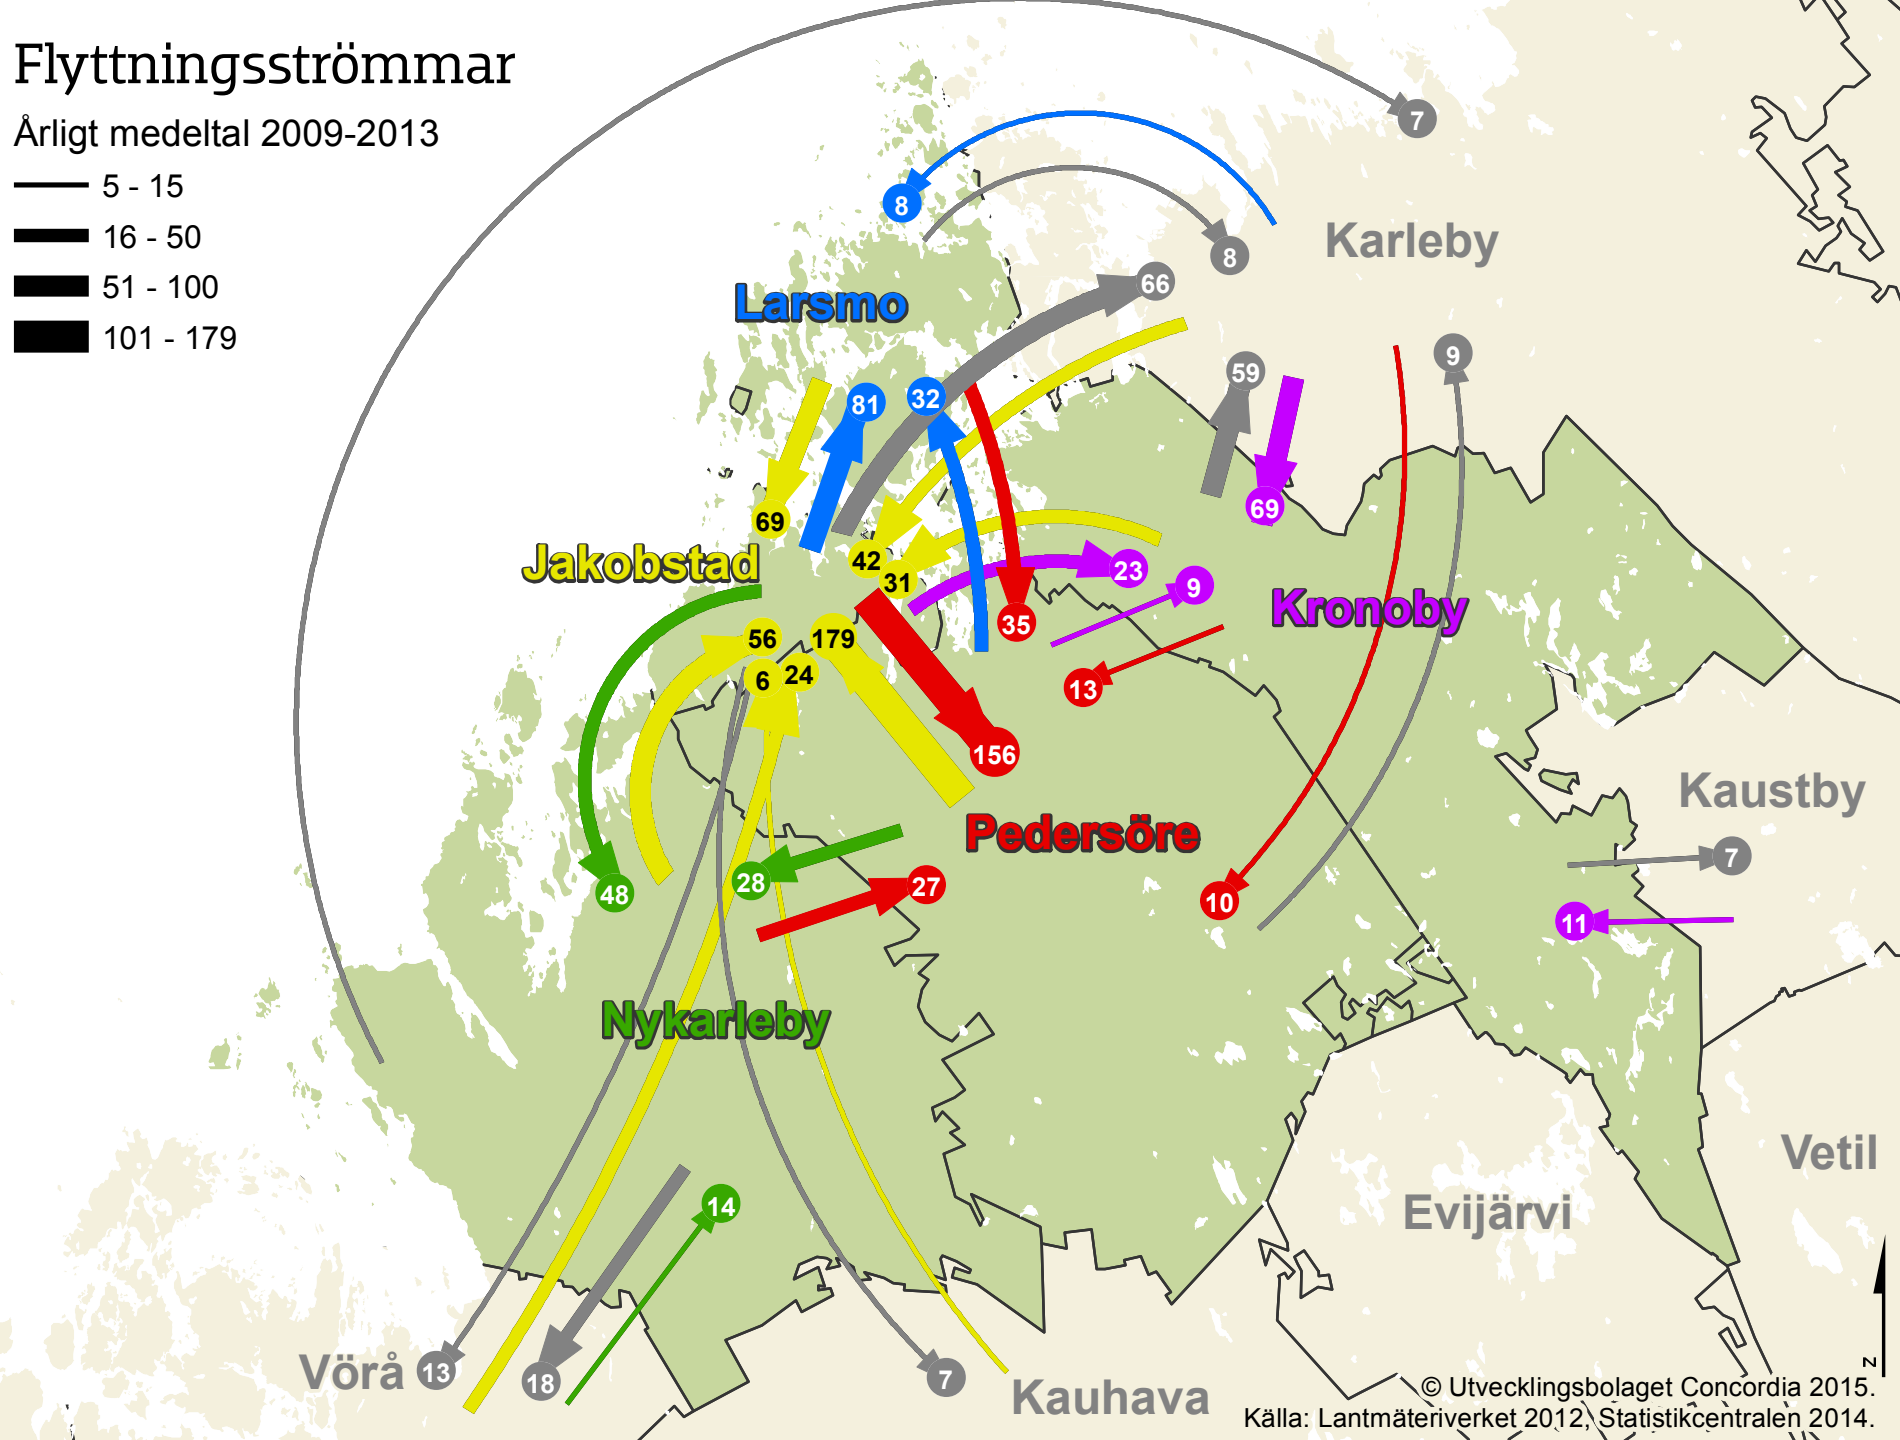 Flyttningsströmmar
Årligt medeltal 2009-2013
5 - 15
16 - 50
51 - 100
101 - 179
7
8
8
Karleby
66
Larsmo
9
59
81
32
69
69
Jakobstad
42
31
23
9
Kronoby
35
56
179
6
24
13
156
Kaustby
Pedersöre
7
28
27
48
10
11
Nykarleby
Vetil
14
Evijärvi
Vörå
13
18
7
Kauhava
N
© Utvecklingsbolaget Concordia 2015.
Källa: Lantmäteriverket 2012, Statistikcentralen 2014.